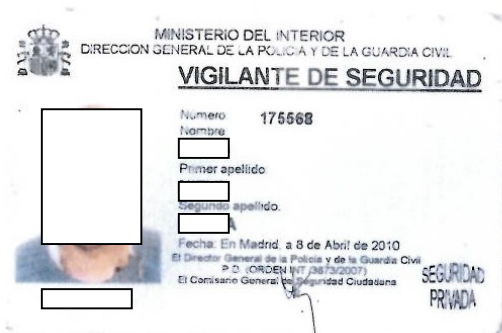 MINISTERIO DEL INTERIOR
DIRECCION GENERAL DE LA POLICIA Y DE LA GUARDIA CIVIL
VIGILANTE DE SEGURIDAD
Número 175568
Nombre
Primer apellido
Segundo apellido.
A
Fecha: En Madrid, a 8 de Abril de 2010
El Director General de la Policía y de la Guardia Civil
P.D. (ORDEN INT /3673/2007)
El Comisario General de Seguridad Ciudadana
SEGURIDAD
PRIVADA